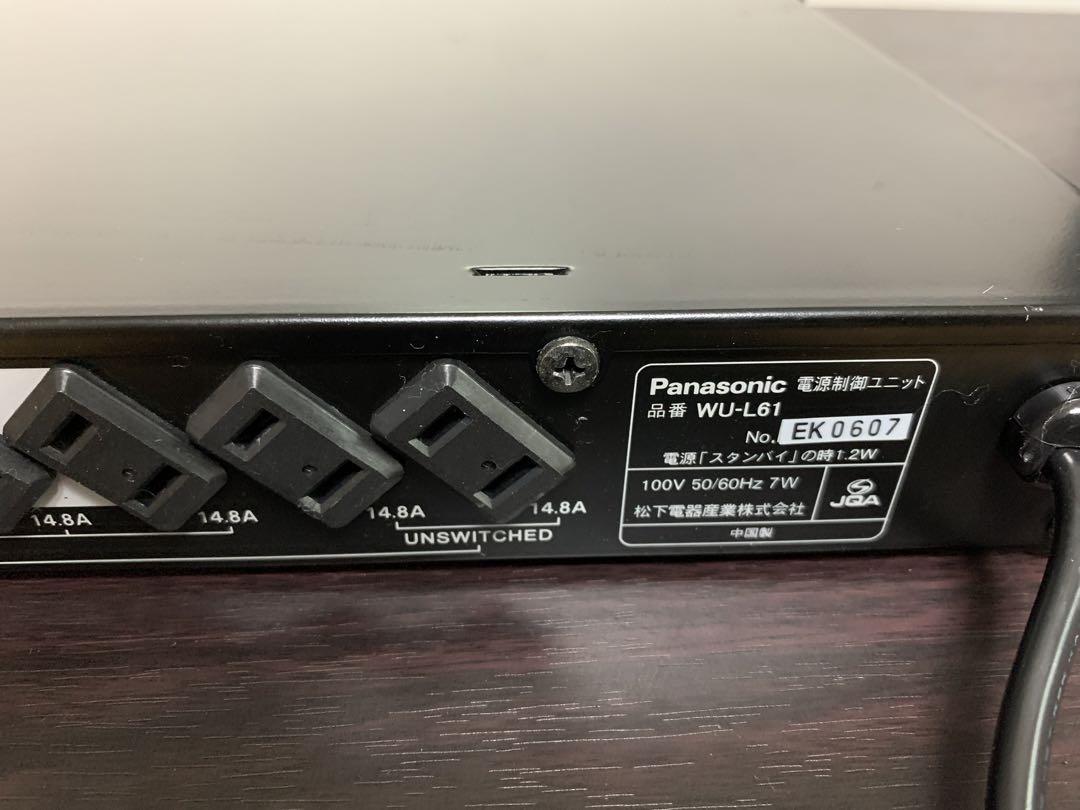 Panasonic 電源制御ユニット
品番 WU-L61
No. EK0607
電源「スタンバイ」の時1.2W
100V 50/60Hz 7W
松下電器産業株式会社
JQA
中国製
14.8A 14.8A 14.8A 14.8A
UNSWITCHED